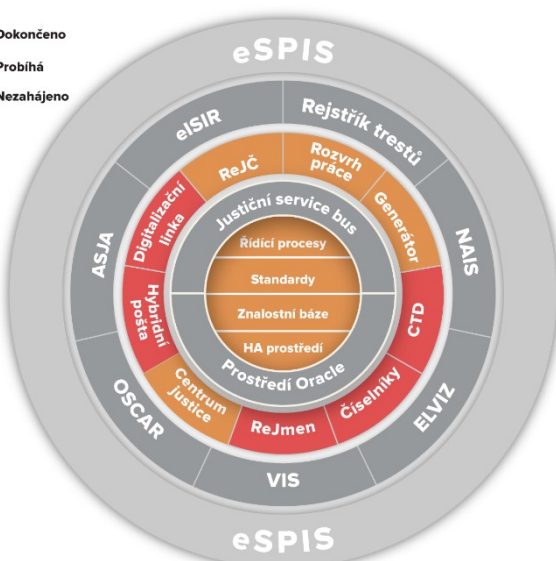 Dokončeno
Probíhá
Nezahájeno
eSPIS
eISIR
Rejstřík trestů
NAIS
ELVIZ
VIS
OSCAR
ASJA
ReJČ
Rozvrh
práce
Generátor
CTD
Číselníky
ReJmen
Centrum
justice
Hybridní
pošta
Digitalizační
linka
Justiční service bus
Řídící procesy
Standardy
Znalostní báze
HA prostředí
Prostředí Oracle
eSPIS